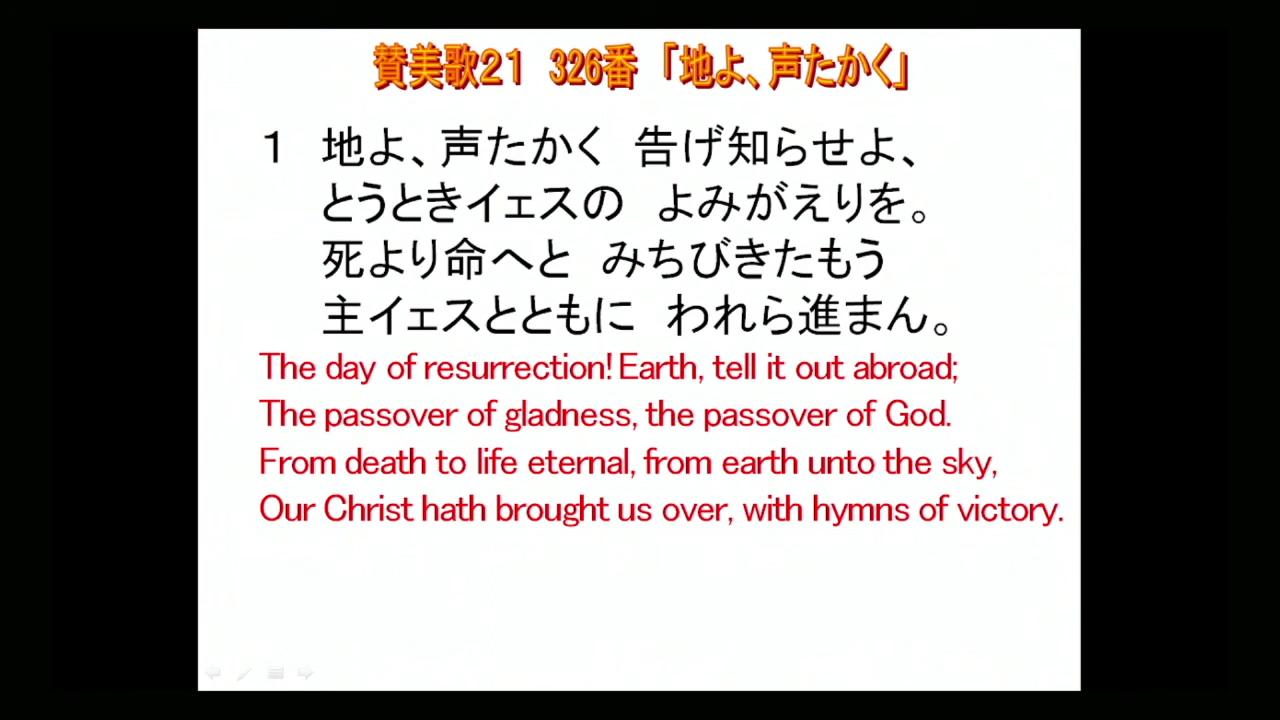 賛美歌２１　326番　「地よ、声たかく」
１　地よ、声たかく　告げ知らせよ、
とうときイェスの　よみがえりを。
死より命へと　みちびきたもう
主イェスとともに　われら進まん。
The day of resurrection! Earth, tell it out abroad;
The passover of gladness, the passover of God.
From death to life eternal, from earth unto the sky,
Our Christ hath brought us over, with hymns of victory.